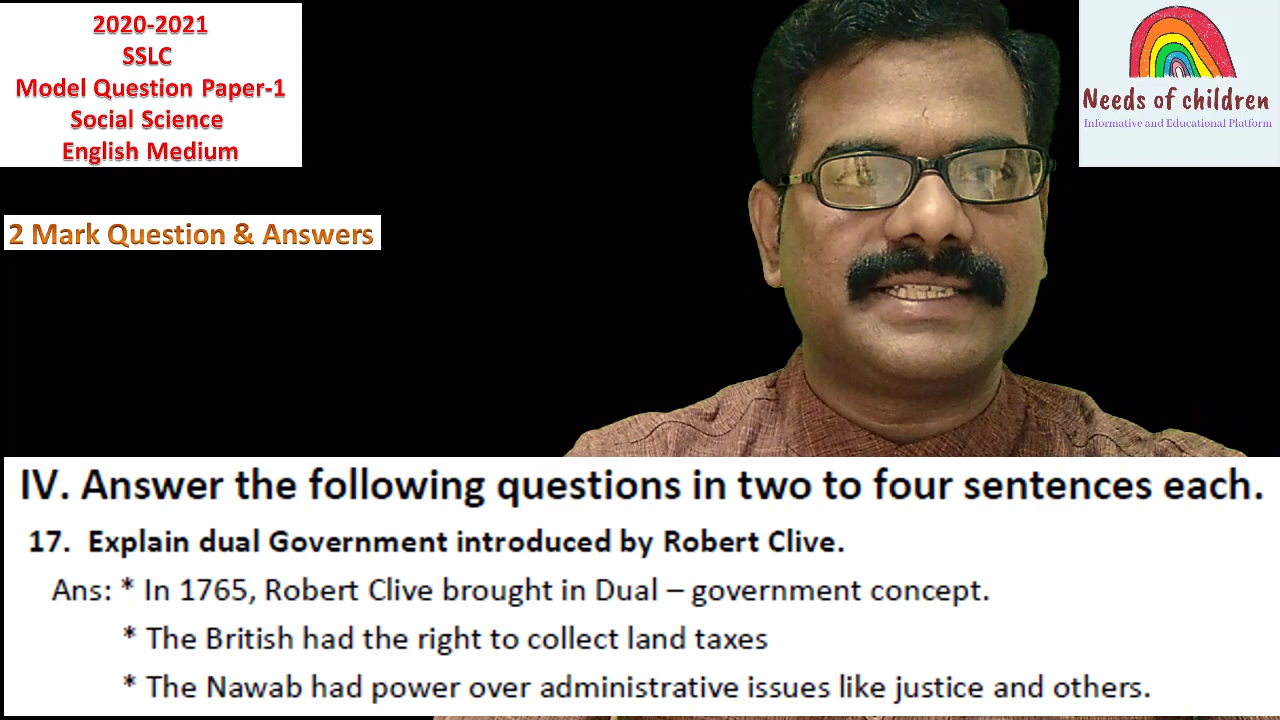 2020-2021
SSLC
Model Question Paper-1
Social Science
English Medium
Needs of children
Informative and Educational Platform
2 Mark Question & Answers
IV. Answer the following questions in two to four sentences each.
17. Explain dual Government introduced by Robert Clive.
Ans: * In 1765, Robert Clive brought in Dual – government concept.
* The British had the right to collect land taxes
* The Nawab had power over administrative issues like justice and others.